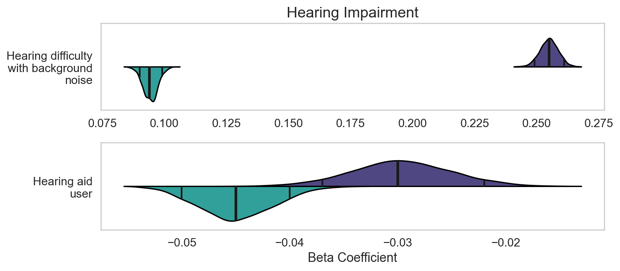 Hearing Impairment
Hearing difficulty
with background
noise
0.075 0.100 0.125 0.150 0.175 0.200 0.225 0.250 0.275
Hearing aid
user
−0.05 −0.04 −0.03 −0.02
Beta Coefficient